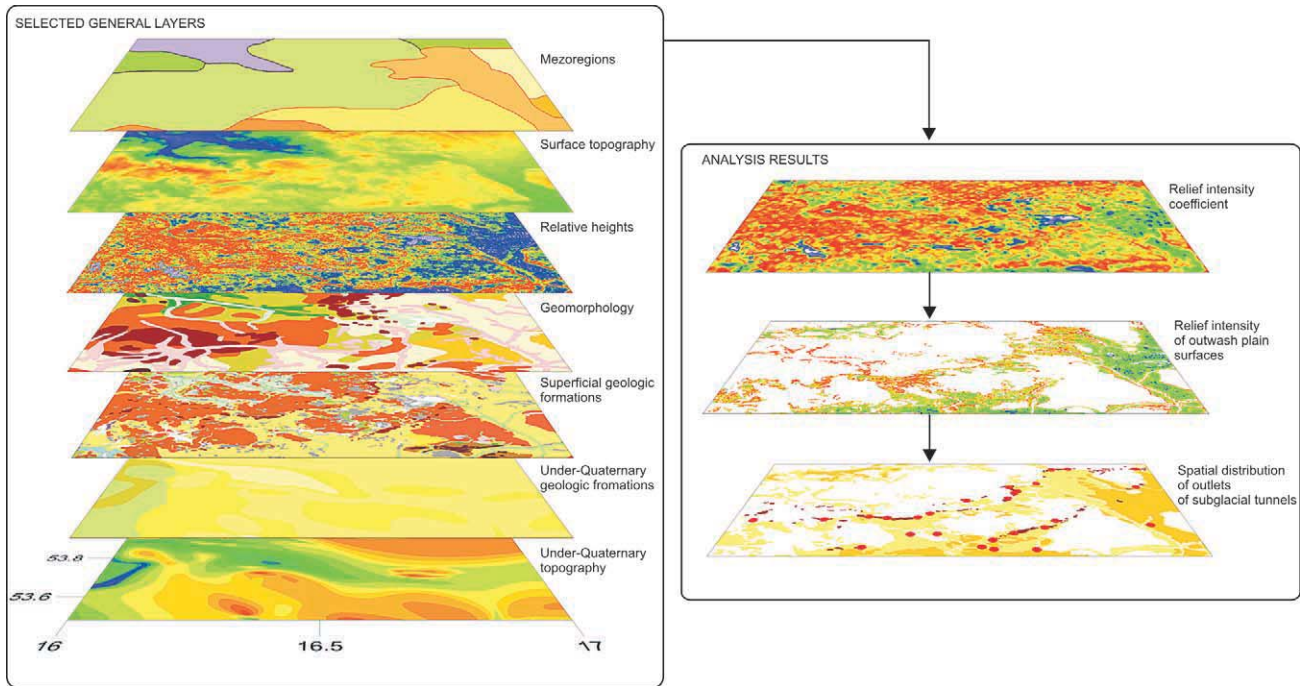 SELECTED GENERAL LAYERS
Mezoregions
Surface topography
Relative heights
Geomorphology
Superficial geologic
formations
Under-Quaternary
geologic fromations
Under-Quaternary
topography
53.8
53.6
16
16.5
17
ANALYSIS RESULTS
Relief intensity
coefficient
Relief intensity
of outwash plain
surfaces
Spatial distribution
of outlets
of subglacial tunnels